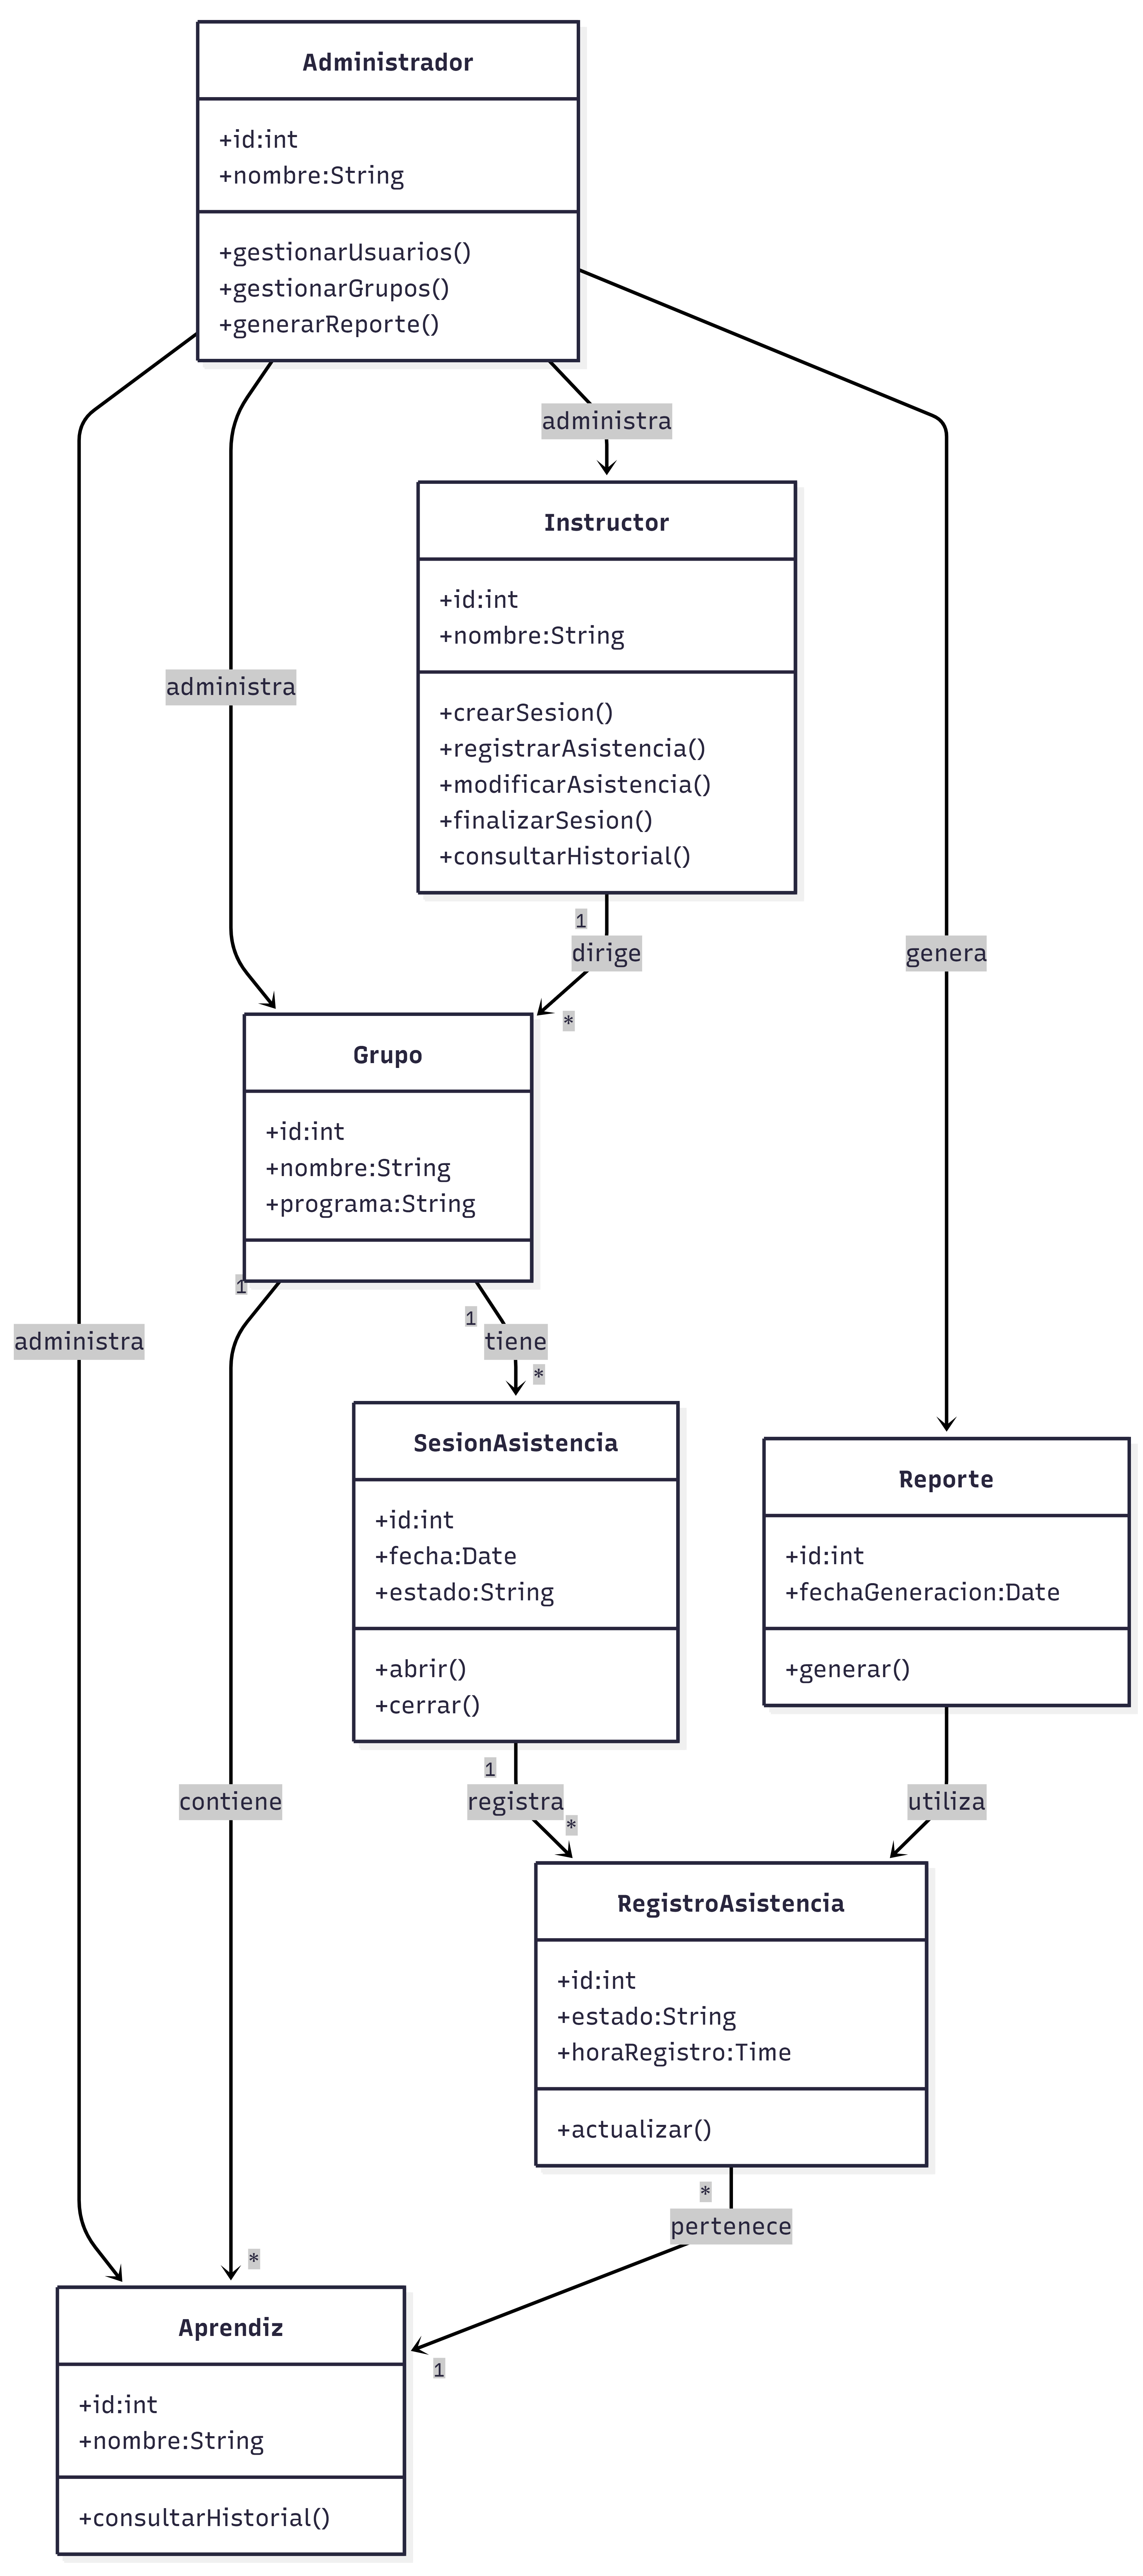 Administrador
+id:int
+nombre:String
+gestionarUsuarios()
+gestionarGrupos()
+generarReporte()
administra
Instructor
+id:int
+nombre:String
administra
+crearSesion()
+registrarAsistencia()
+modificarAsistencia()
+finalizarSesion()
+consultarHistorial()
1
dirige
genera
*
Grupo
+id:int
+nombre:String
+programa:String
1
1
administra
tiene
*
SesionAsistencia
+id:int
+fecha:Date
+estado:String
+abrir()
+cerrar()
Reporte
+id:int
+fechaGeneracion:Date
+generar()
1
contiene
registra
utiliza
*
RegistroAsistencia
+id:int
+estado:String
+horaRegistro:Time
+actualizar()
*
pertenece
*
1
Aprendiz
+id:int
+nombre:String
+consultarHistorial()